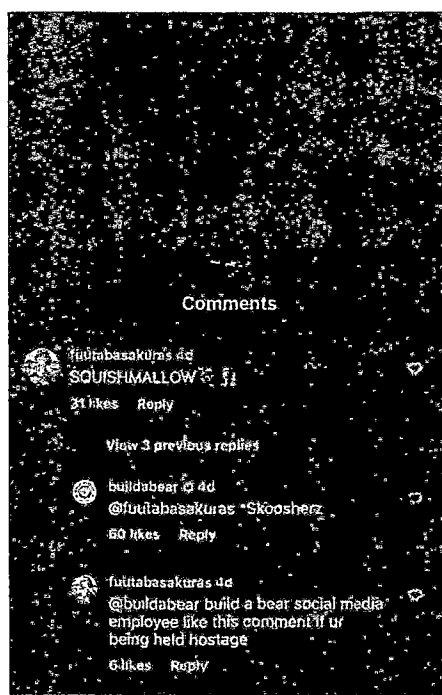 Comments
fuutabasakuras 4d
SQUISHMALLOW
31 likes Reply
View 3 previous replies
buildabear 4d
@fuutabasakuras *Skoosherz
60 likes Reply
fuutabasakuras 4d
@buildabear build a bear social media
employee like this comment if ur
being held hostage
6 likes Reply